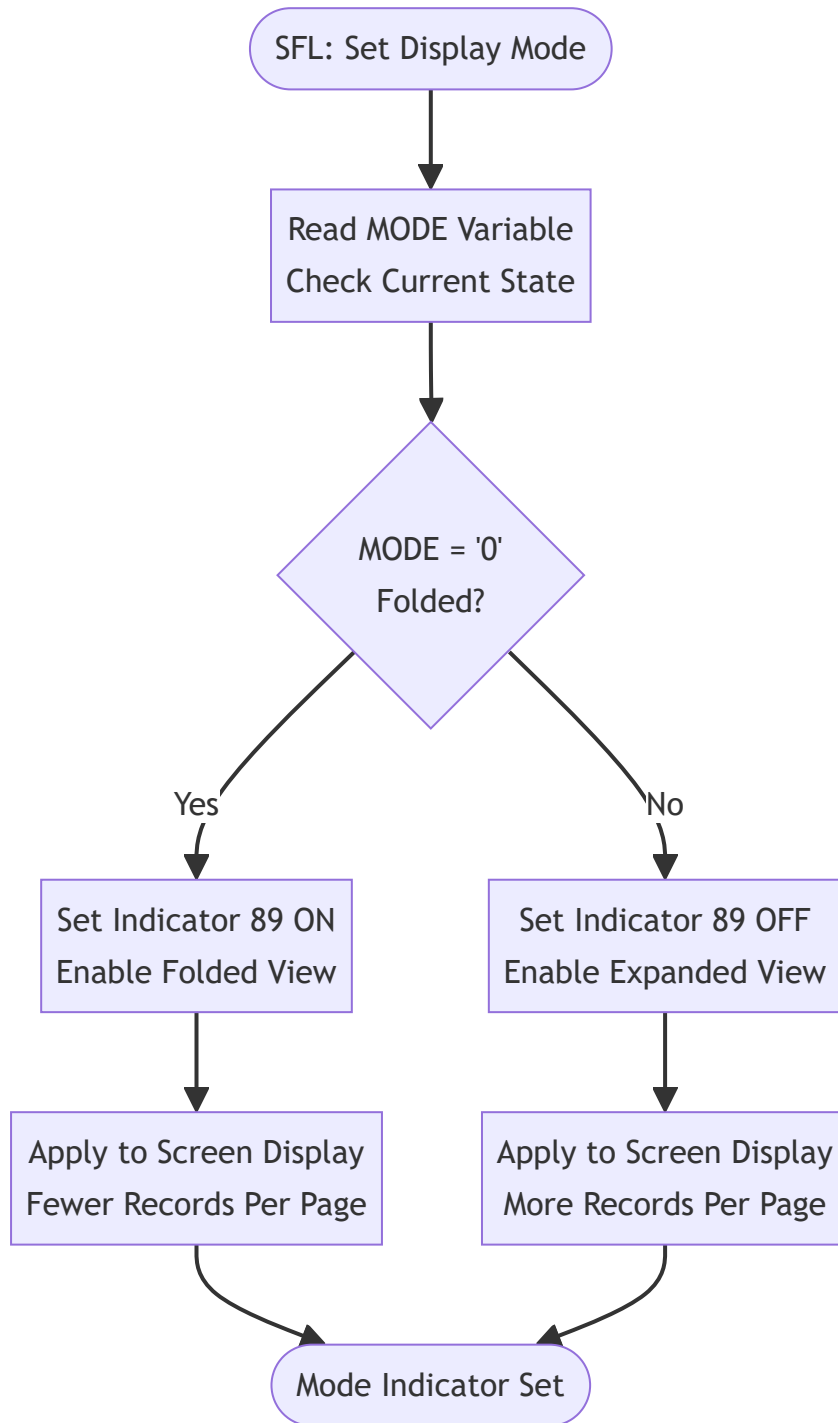 SFL: Set Display Mode
Read MODE Variable
Check Current State
MODE = '0'
Folded?
Yes
No
Set Indicator 89 ON
Enable Folded View
Set Indicator 89 OFF
Enable Expanded View
Apply to Screen Display
Fewer Records Per Page
Apply to Screen Display
More Records Per Page
Mode Indicator Set